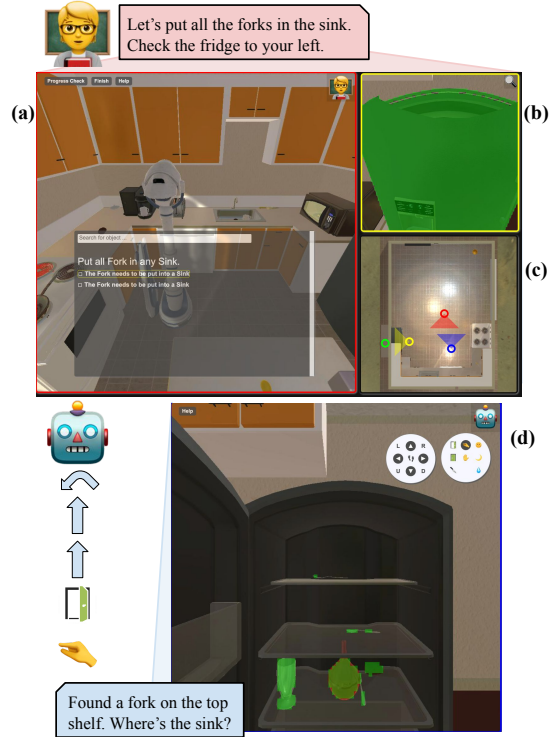 Let's put all the forks in the sink.
Check the fridge to your left.
(a)
Progress Check Finish Help
(b)
Search for object ...
Put all Fork in any Sink.
The Fork needs to be put into a Sink
The Fork needs to be put into a Sink
(c)
Help
(d)
L R
U D
Found a fork on the top
shelf. Where's the sink?